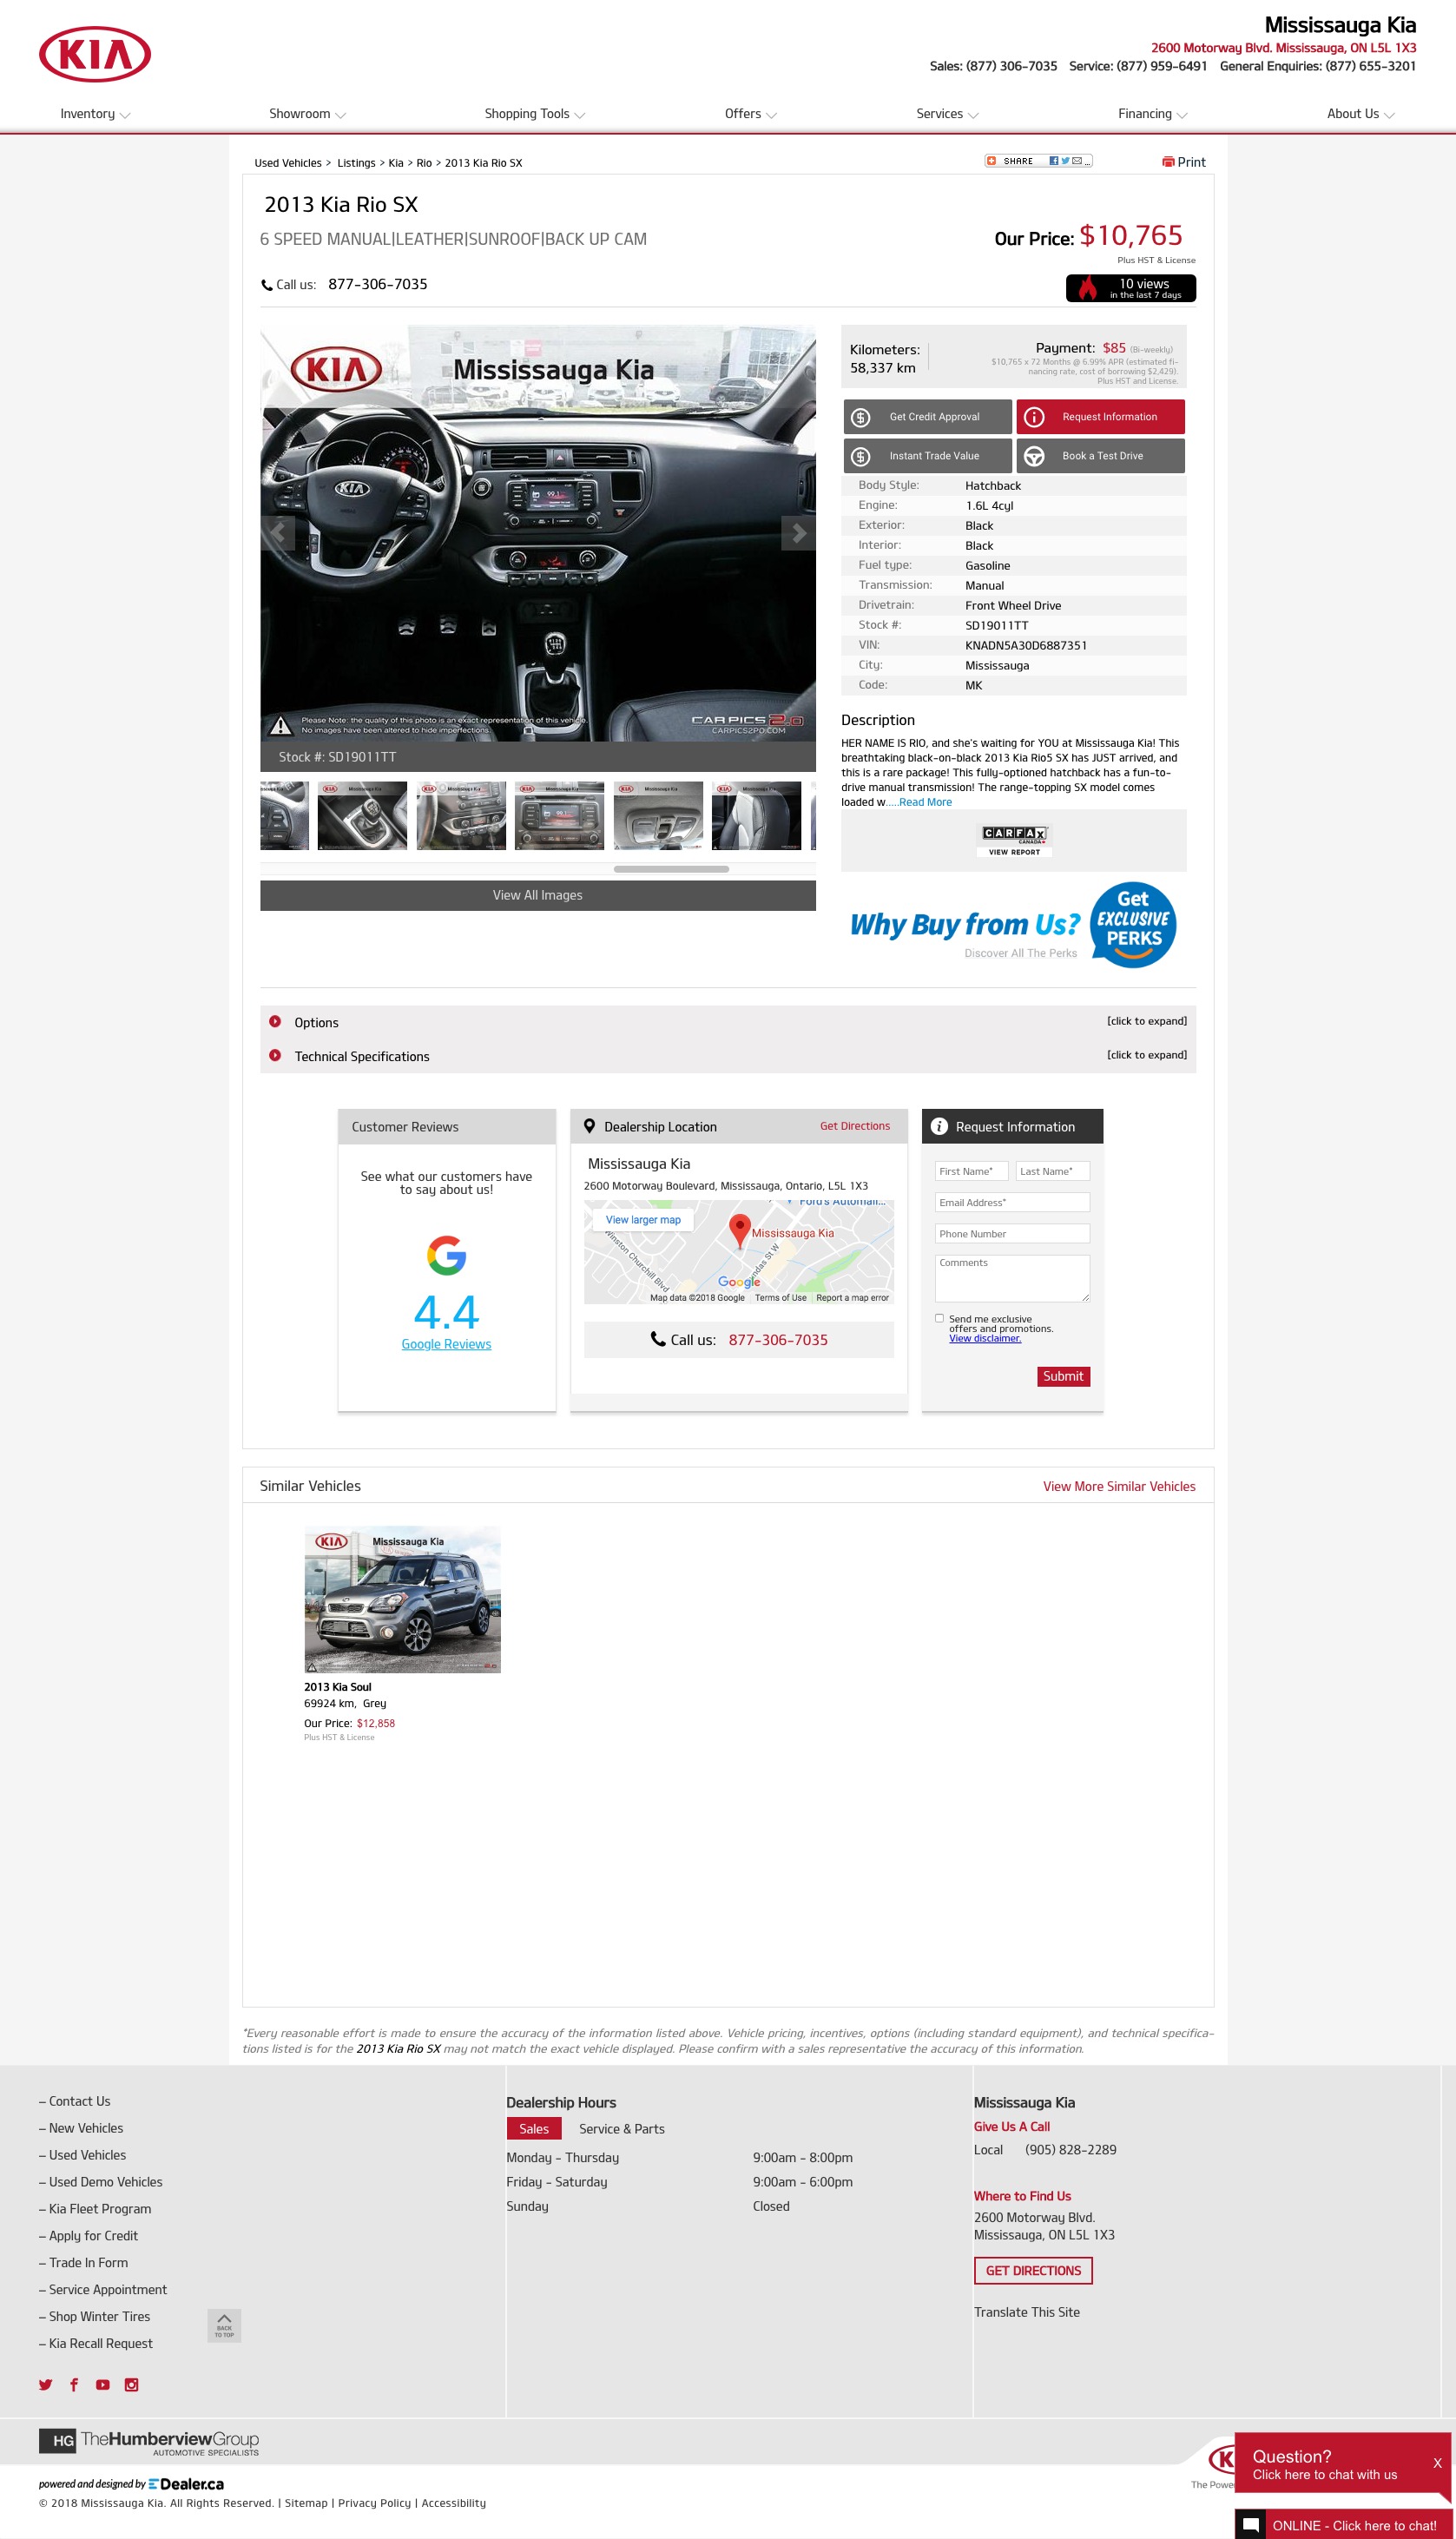 KIA
Mississauga Kia
2600 Motorway Blvd. Mississauga, ON L5L 1X3
Sales: (877) 306-7035 Service: (877) 959-6491 General Enquiries: (877) 655-3201
Inventory Showroom Shopping Tools Offers Services Financing About Us
Used Vehicles > Listings > Kia > Rio > 2013 Kia Rio SX
SHARE ...
Print
2013 Kia Rio SX
6 SPEED MANUAL|LEATHER|SUNROOF|BACK UP CAM
Our Price: $10,765
Plus HST & License
Call us: 877-306-7035
10 views
in the last 7 days
KIA Mississauga Kia
KIA
99.1
Please Note: the quality of this photo is an exact representation of this vehicle.
No images have been altered to hide imperfections.
CARPICS 2.0
CARPICS2PO.COM
Stock #: SD19011TT
View All Images
Kilometers:
58,337 km
Payment: $85 (Bi-weekly)
$10,765 x 72 Months @ 6.99% APR (estimated fi-
nancing rate, cost of borrowing $2,429).
Plus HST and License.
Get Credit Approval
Request Information
Instant Trade Value
Book a Test Drive
Body Style: Hatchback
Engine: 1.6L 4cyl
Exterior: Black
Interior: Black
Fuel type: Gasoline
Transmission: Manual
Drivetrain: Front Wheel Drive
Stock #: SD19011TT
VIN: KNADN5A30D6887351
City: Mississauga
Code: MK
Description
HER NAME IS RIO, and she's waiting for YOU at Mississauga Kia! This
breathtaking black-on-black 2013 Kia Rio5 SX has JUST arrived, and
this is a rare package! This fully-optioned hatchback has a fun-to-
drive manual transmission! The range-topping SX model comes
loaded w.....Read More
CARFAX
CANADA
VIEW REPORT
Why Buy from Us?
Discover All The Perks
Get
EXCLUSIVE
PERKS
Options [click to expand]
Technical Specifications [click to expand]
Customer Reviews
See what our customers have
to say about us!
G
4.4
Google Reviews
Dealership Location Get Directions
Mississauga Kia
2600 Motorway Boulevard, Mississauga, Ontario, L5L 1X3
View larger map
Ford's Automall...
Mississauga Kia
Winston Churchill Blvd
ndas St W
Google
Map data ©2018 Google Terms of Use Report a map error
Call us: 877-306-7035
Request Information
First Name* Last Name*
Email Address*
Phone Number
Comments
Send me exclusive
offers and promotions.
View disclaimer.
Submit
Similar Vehicles View More Similar Vehicles
KIA Mississauga Kia
2013 Kia Soul
69924 km, Grey
Our Price: $12,858
Plus HST & License
*Every reasonable effort is made to ensure the accuracy of the information listed above. Vehicle pricing, incentives, options (including standard equipment), and technical specifica-
tions listed is for the 2013 Kia Rio SX may not match the exact vehicle displayed. Please confirm with a sales representative the accuracy of this information.
– Contact Us
– New Vehicles
– Used Vehicles
– Used Demo Vehicles
– Kia Fleet Program
– Apply for Credit
– Trade In Form
– Service Appointment
– Shop Winter Tires
– Kia Recall Request
BACK
TO TOP
Dealership Hours
Sales Service & Parts
Monday - Thursday 9:00am - 8:00pm
Friday - Saturday 9:00am - 6:00pm
Sunday Closed
Mississauga Kia
Give Us A Call
Local (905) 828-2289
Where to Find Us
2600 Motorway Blvd.
Mississauga, ON L5L 1X3
GET DIRECTIONS
Translate This Site
HG TheHumberviewGroup
AUTOMOTIVE SPECIALISTS
powered and designed by EDealer.ca
© 2018 Mississauga Kia. All Rights Reserved. | Sitemap | Privacy Policy | Accessibility
The Powe
Question? X
Click here to chat with us
ONLINE - Click here to chat!